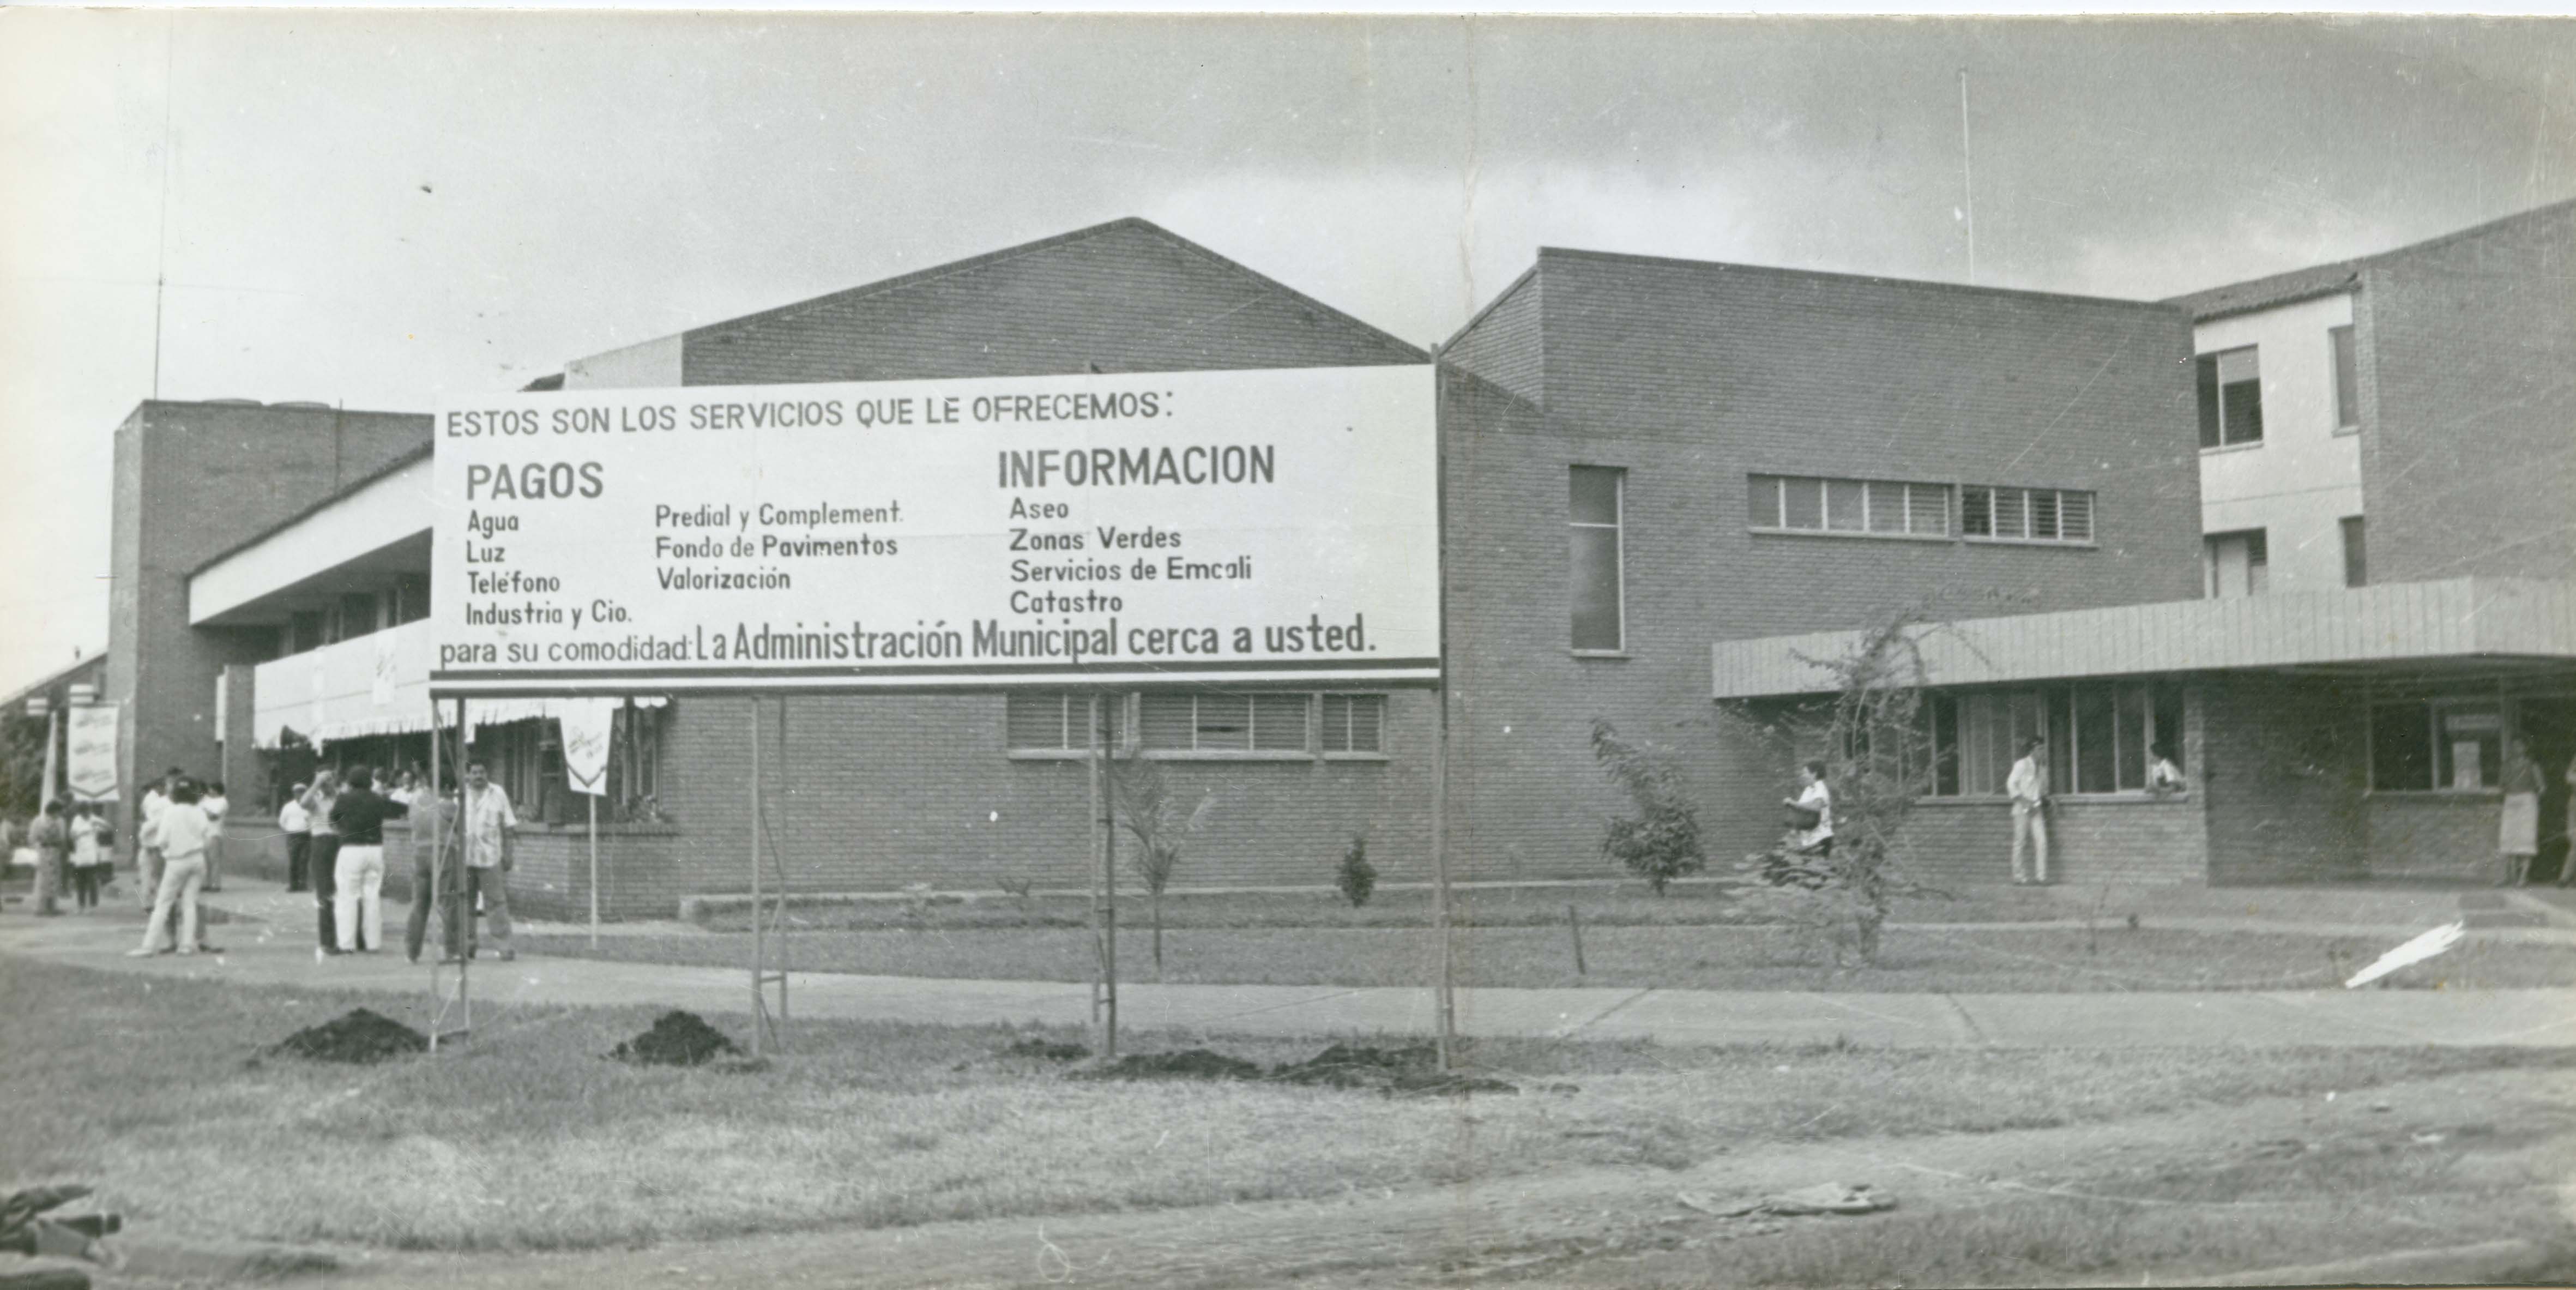 ESTOS SON LOS SERVICIOS QUE LE OFRECEMOS:
PAGOS
Agua
Luz
Teléfono
Industria y Cio.
Predial y Complement.
Fondo de Pavimentos
Valorización
INFORMACION
Aseo
Zonas Verdes
Servicios de Emcali
Catastro
para su comodidad: La Administración Municipal cerca a usted.